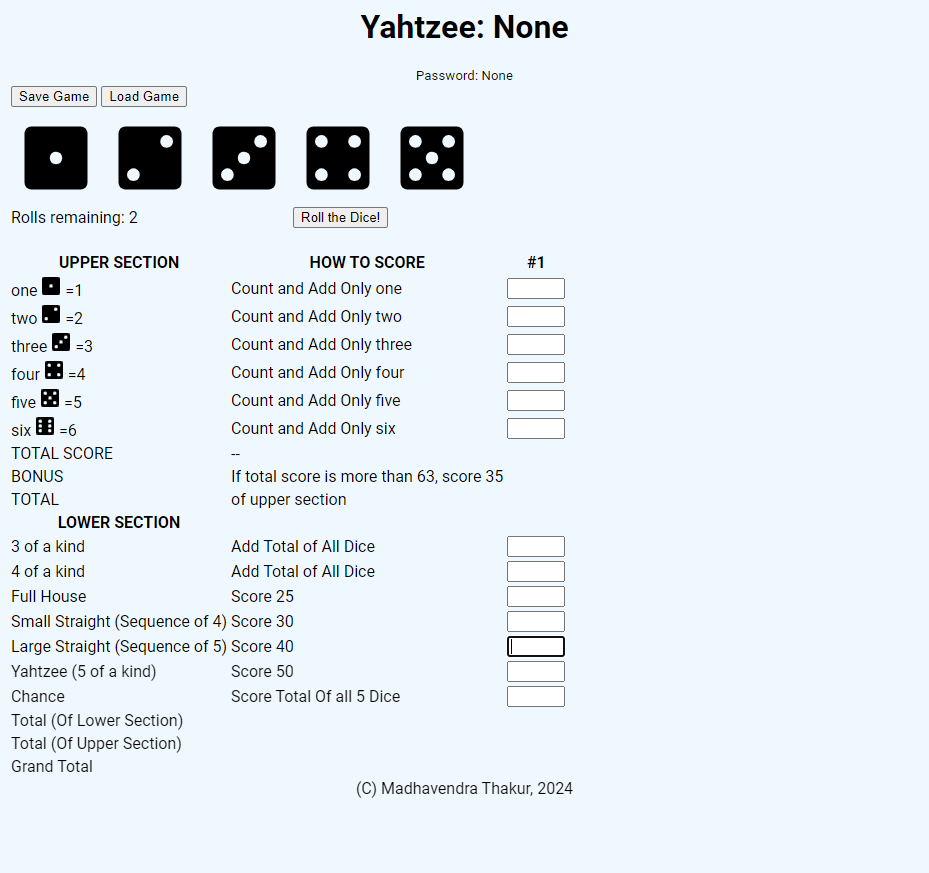 Yahtzee: None
Password: None
Save Game Load Game
Rolls remaining: 2 Roll the Dice!
UPPER SECTION HOW TO SCORE #1
one =1 Count and Add Only one
two =2 Count and Add Only two
three =3 Count and Add Only three
four =4 Count and Add Only four
five =5 Count and Add Only five
six =6 Count and Add Only six
TOTAL SCORE --
BONUS If total score is more than 63, score 35
TOTAL of upper section
LOWER SECTION
3 of a kind Add Total of All Dice
4 of a kind Add Total of All Dice
Full House Score 25
Small Straight (Sequence of 4) Score 30
Large Straight (Sequence of 5) Score 40
Yahtzee (5 of a kind) Score 50
Chance Score Total Of all 5 Dice
Total (Of Lower Section)
Total (Of Upper Section)
Grand Total
(C) Madhavendra Thakur, 2024